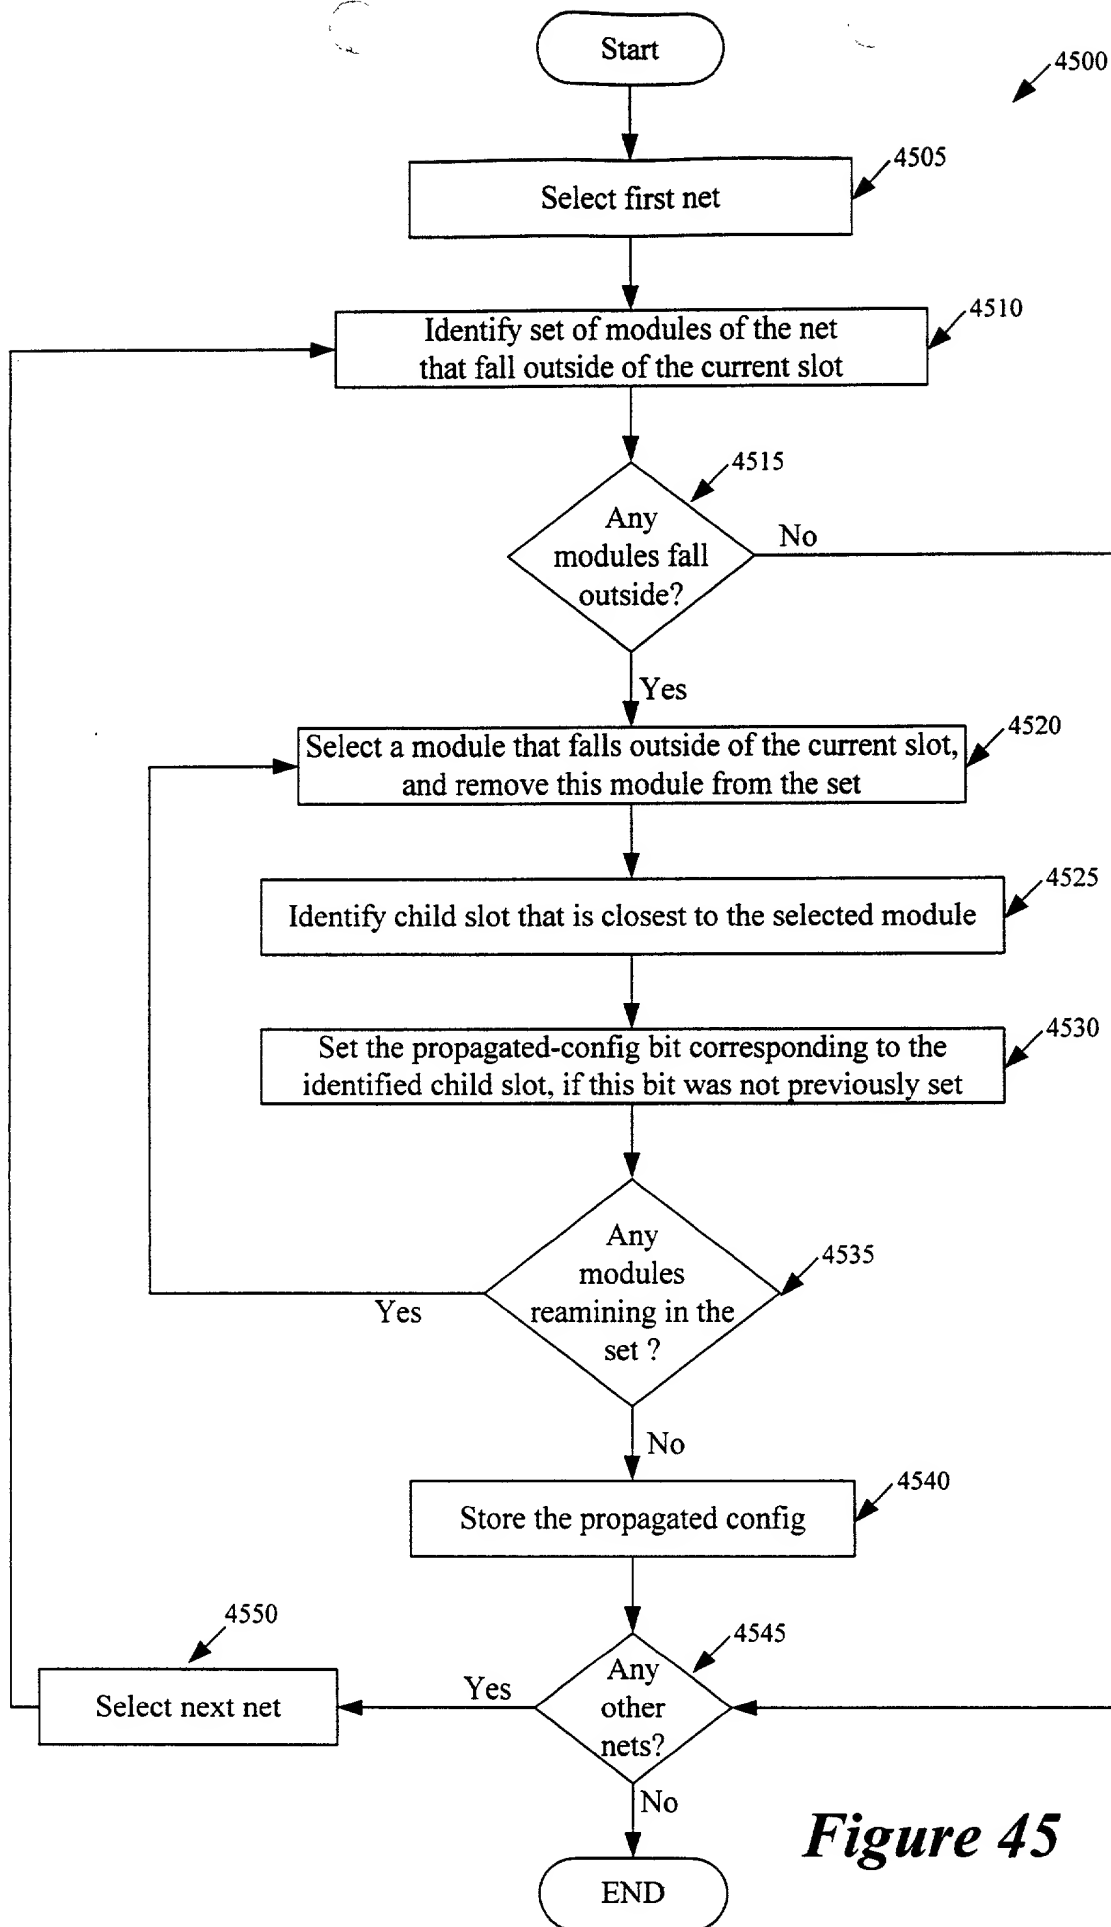 Start
4500
4505
Select first net
4510
Identify set of modules of the net
that fall outside of the current slot
4515
Any
modules fall
outside?
No
Yes
4520
Select a module that falls outside of the current slot,
and remove this module from the set
4525
Identify child slot that is closest to the selected module
4530
Set the propagated-config bit corresponding to the
identified child slot, if this bit was not previously set
4535
Any
modules
reamining in the
set ?
Yes
No
4540
Store the propagated config
4550
4545
Select next net
Yes
Any
other
nets?
No
Figure 45
END